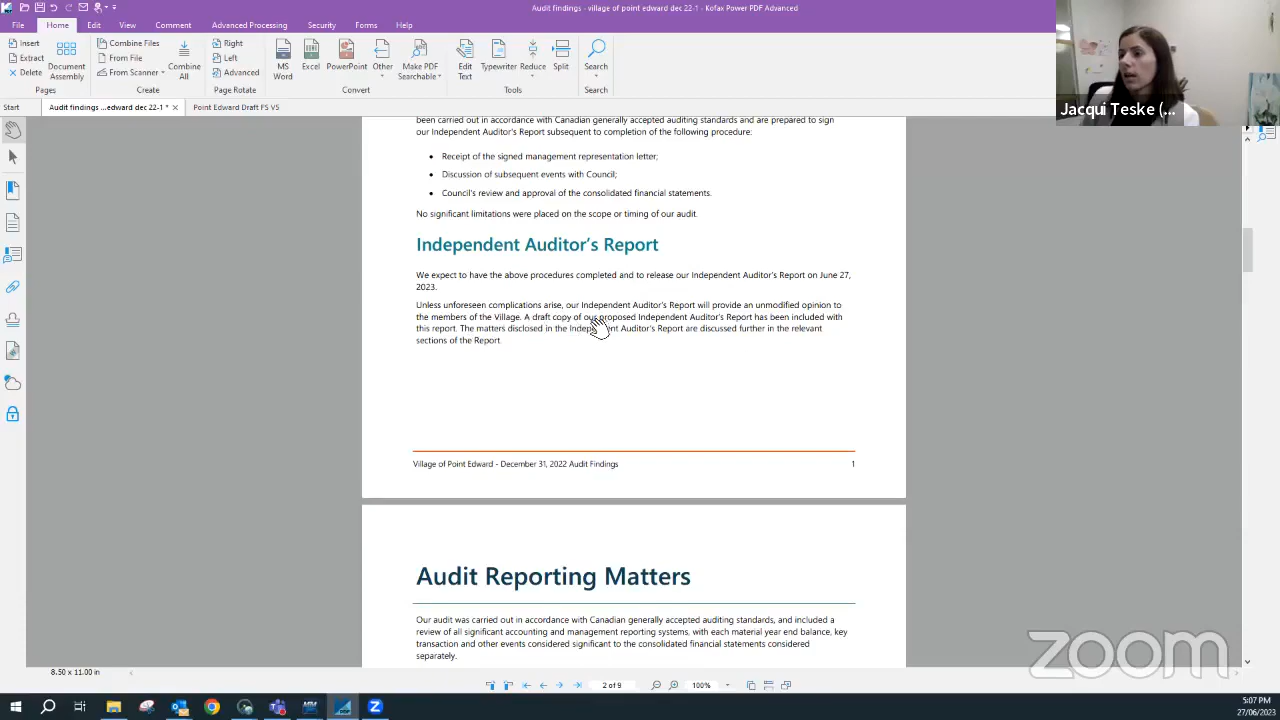 Audit findings - village of point edward dec 22-1 - Kofax Power PDF Advanced
File Home Edit View Comment Advanced Processing Security Forms Help
Insert
Extract
Delete
Document Assembly
Pages
Combine Files
From File
From Scanner
Combine All
Create
Right
Left
Advanced
Page Rotate
MS Word
Excel
PowerPoint
Other
Make PDF Searchable
Convert
Edit Text
Typewriter
Reduce
Split
Tools
Search
Search
Jacqui Teske (...
Start
Audit findings ...edward dec 22-1 *
Point Edward Draft FS V5
been carried out in accordance with Canadian generally accepted auditing standards and are prepared to sign
our Independent Auditor's Report subsequent to completion of the following procedure:
• Receipt of the signed management representation letter;
• Discussion of subsequent events with Council;
• Council's review and approval of the consolidated financial statements.
No significant limitations were placed on the scope or timing of our audit.
Independent Auditor's Report
We expect to have the above procedures completed and to release our Independent Auditor's Report on June 27,
2023.
Unless unforeseen complications arise, our Independent Auditor's Report will provide an unmodified opinion to
the members of the Village. A draft copy of our proposed Independent Auditor's Report has been included with
this report. The matters disclosed in the Independent Auditor's Report are discussed further in the relevant
sections of the Report.
Village of Point Edward - December 31, 2022 Audit Findings 1
Audit Reporting Matters
Our audit was carried out in accordance with Canadian generally accepted auditing standards, and included a
review of all significant accounting and management reporting systems, with each material year end balance, key
transaction and other events considered significant to the consolidated financial statements considered
separately.
zoom
8.50 x 11.00 in
2 of 9
100%
5:07 PM
27/06/2023